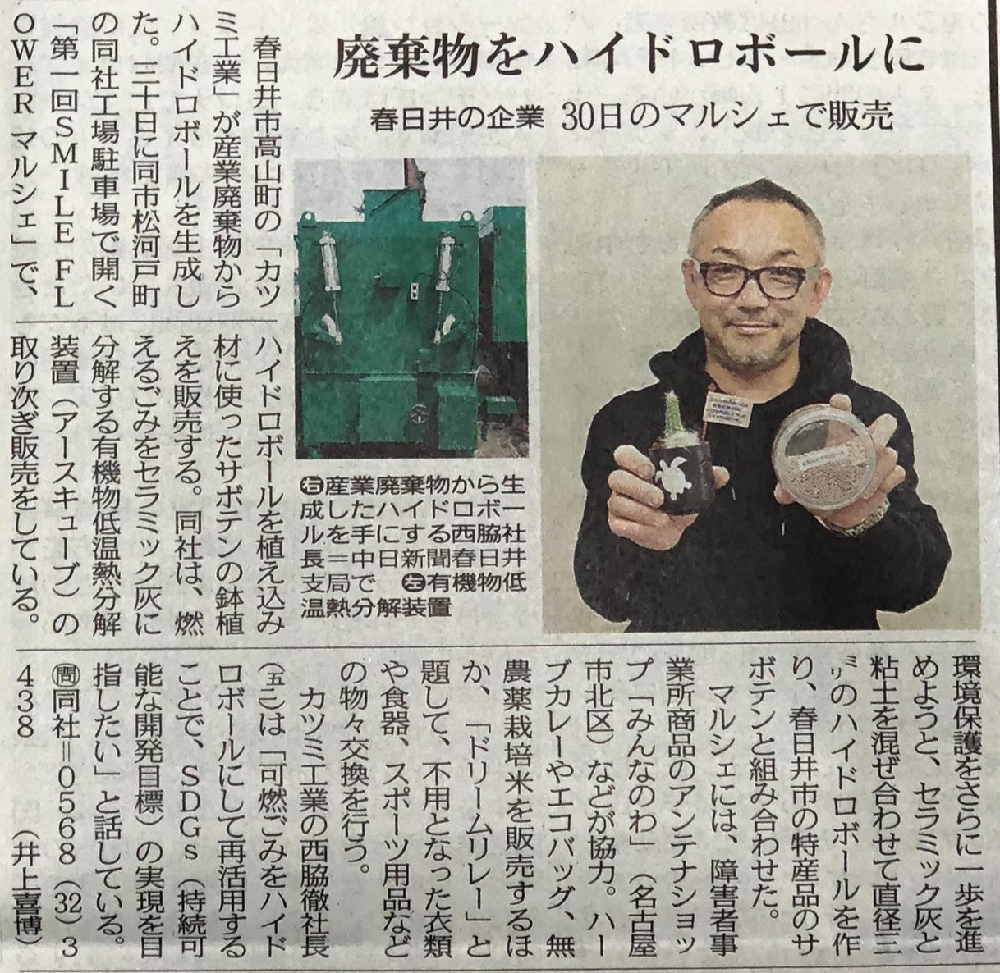 廃棄物をハイドロボールに
春日井の企業 30日のマルシェで販売
春日井市高山町の「カツ
ミ工業」が産業廃棄物から
ハイドロボールを生成し
た。三十日に同市松河戸町
の同社工場駐車場で開く
「第一回SMILE FL
OWER マルシェ」で、
ハイドロボールを植え込み
材に使ったサボテンの鉢植
えを販売する。同社は、燃
えるごみをセラミック灰に
分解する有機物低温熱分解
装置(アースキューブ)の
取り次ぎ販売をしている。
㊨産業廃棄物から生
成したハイドロボー
ルを手にする西脇社
長＝中日新聞春日井
支局で ㊧有機物低
温熱分解装置
環境保護をさらに一歩を進
めようと、セラミック灰と
粘土を混ぜ合わせて直径三
㍉のハイドロボールを作
り、春日井市の特産品のサ
ボテンと組み合わせた。
マルシェには、障害者事
業所商品のアンテナショッ
プ「みんなのわ」(名古屋
市北区)などが協力。ハー
ブカレーやエコバッグ、無
農薬栽培米を販売するほ
か、「ドリームリレー」と
題して、不用となった衣類
や食器、スポーツ用品など
の物々交換を行う。
カツミ工業の西脇徹社長
(五一)は「可燃ごみをハイド
ロボールにして再活用する
ことで、SDGs(持続可
能な開発目標)の実現を目
指したい」と話している。
㉄同社＝0568(32)3
438 (井上喜博)